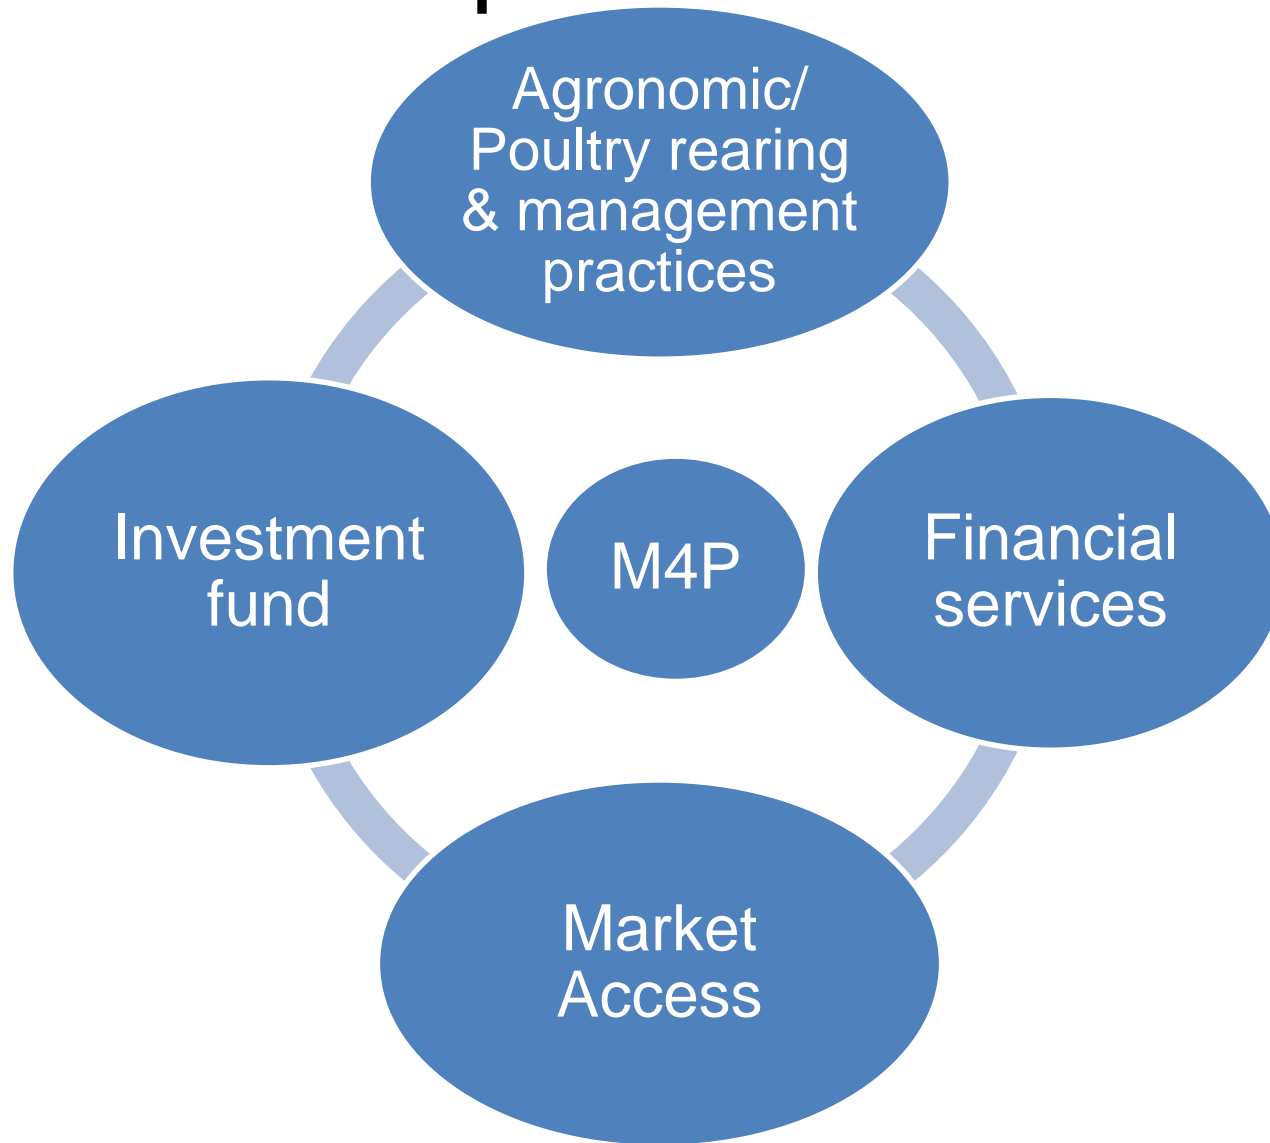 Agronomic/
Poultry rearing
& management
practices
Investment
fund
M4P
Financial
services
Market
Access